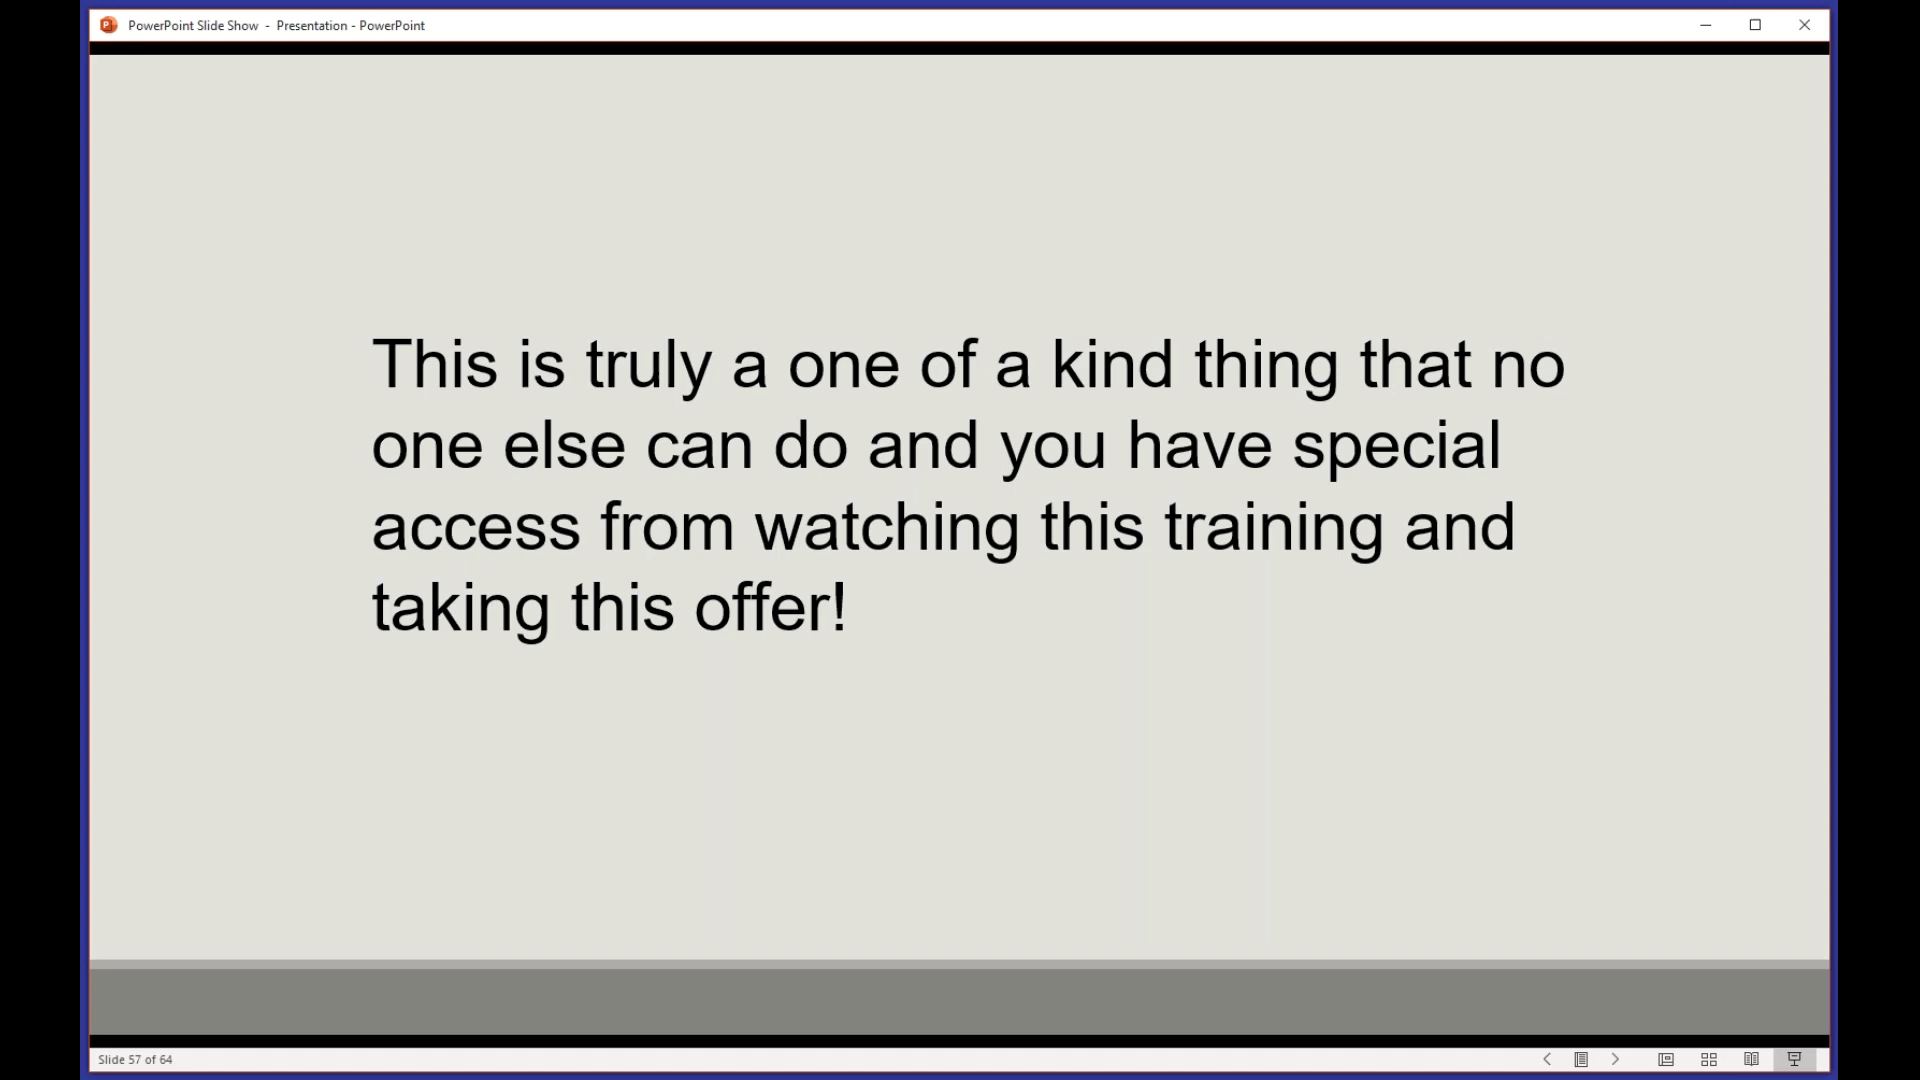 PowerPoint Slide Show - Presentation - PowerPoint
This is truly a one of a kind thing that no
one else can do and you have special
access from watching this training and
taking this offer!
Slide 57 of 64